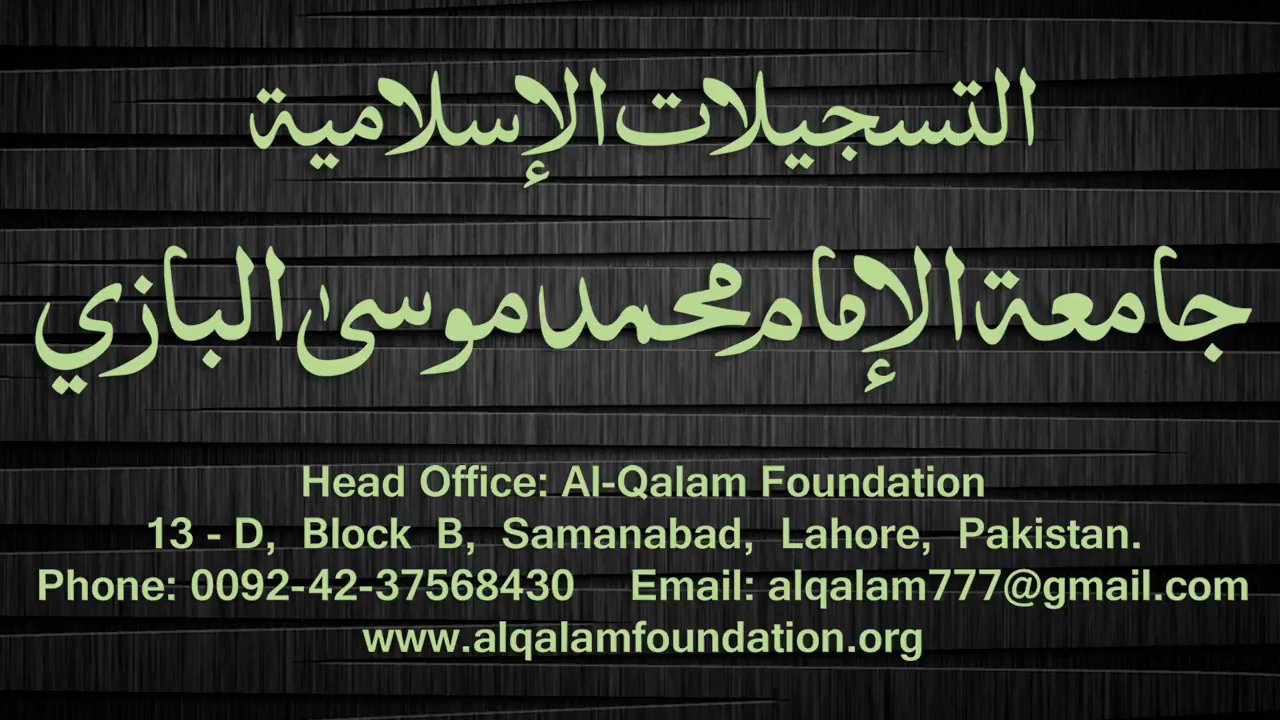 التسجيلات الإسلامية
جامعة الإمام محمد موسىٰ البازي
Head Office: Al-Qalam Foundation
13 - D, Block B, Samanabad, Lahore, Pakistan.
Phone: 0092-42-37568430 Email: alqalam777@gmail.com
www.alqalamfoundation.org